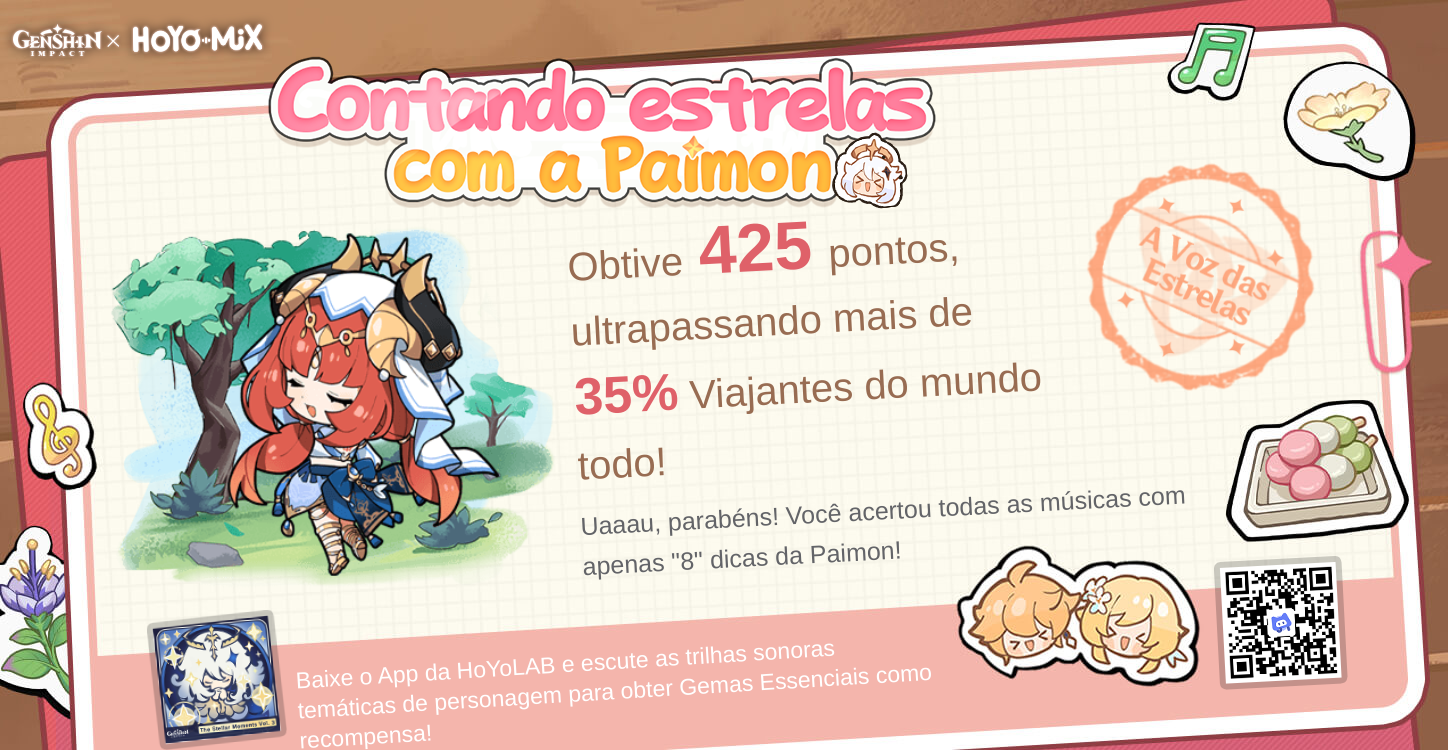 GENSHIN IMPACT × HOYO-MiX
Contando estrelas
com a Paimon
Obtive 425 pontos,
ultrapassando mais de
35% Viajantes do mundo
todo!
A Voz das
Estrelas
Uaaau, parabéns! Você acertou todas as músicas com
apenas "8" dicas da Paimon!
Genshin
The Stellar Moments Vol. 3
Baixe o App da HoYoLAB e escute as trilhas sonoras
temáticas de personagem para obter Gemas Essenciais como
recompensa!